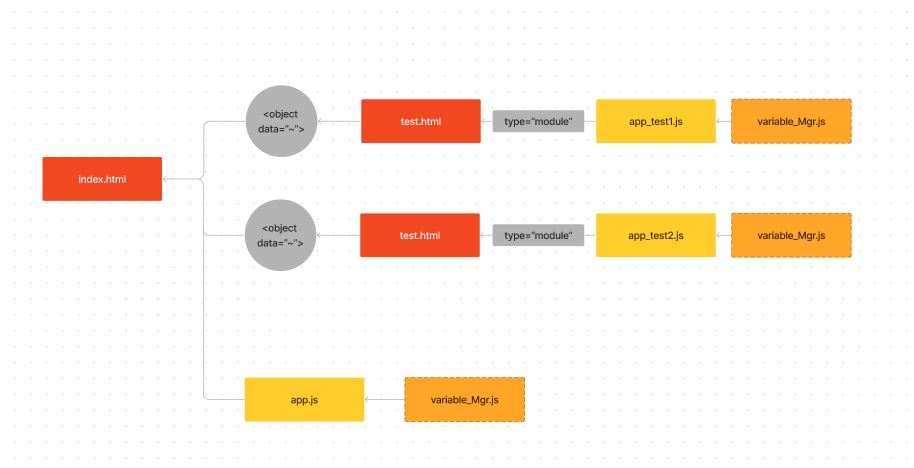 <object
data="~">
test.html
type="module"
app_test1.js
variable_Mgr.js
index.html
<object
data="~">
test.html
type="module"
app_test2.js
variable_Mgr.js
app.js
variable_Mgr.js